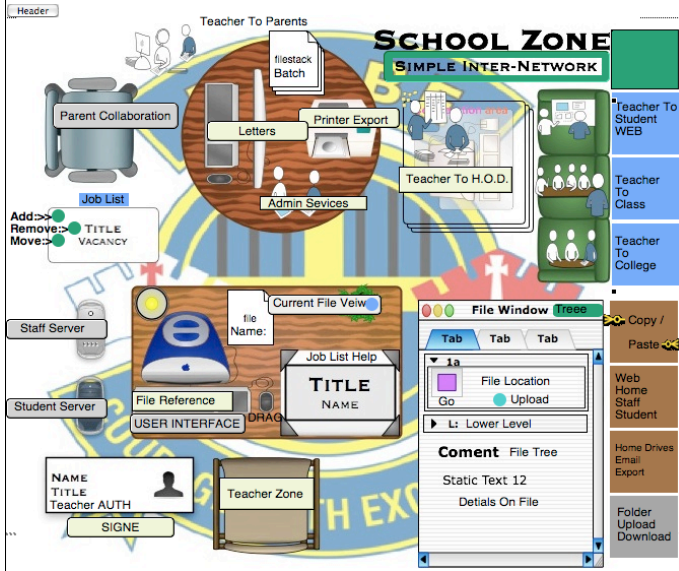 Header
Teacher To Parents
SCHOOL ZONE
SIMPLE INTER-NETWORK
filestack
Batch
Parent Collaboration
Letters
Printer Export
Teacher To H.O.D.
Admin Sevices
Teacher To
Student
WEB
Teacher
To
Class
Teacher
To
College
Job List
Add:>>
Remove:>
Move:>
TITLE
VACANCY
Staff Server
Student Server
file
Name:
Current File Veiw
Job List Help
TITLE
NAME
File Reference
USER INTERFACE
DRAG
File Window
Treee
Tab
Tab
Tab
1a
File Location
Go
Upload
L: Lower Level
Coment File Tree
Static Text 12
Detials On File
Copy /
Paste
Web
Home
Staff
Student
Home Drives
Email
Export
Folder
Upload
Download
NAME
TITLE
Teacher AUTH
SIGNE
Teacher Zone